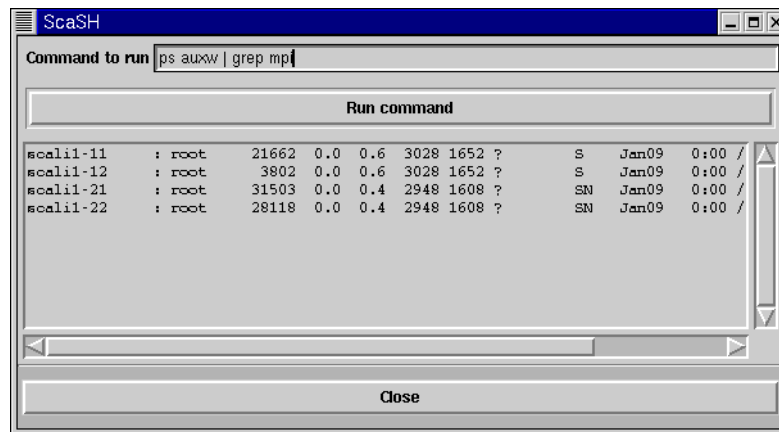 ScaSH
Command to run ps auxw | grep mpi
Run command
scali1-11 : root 21662 0.0 0.6 3028 1652 ? S Jan09 0:00 /
scali1-12 : root 3802 0.0 0.6 3028 1652 ? S Jan09 0:00 /
scali1-21 : root 31503 0.0 0.4 2948 1608 ? SN Jan09 0:00 /
scali1-22 : root 28118 0.0 0.4 2948 1608 ? SN Jan09 0:00 /
Close